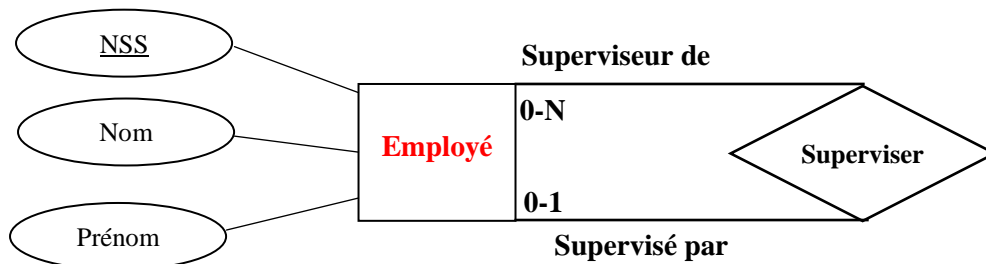 NSS
Superviseur de
0-N
Nom
Employé
Superviser
0-1
Prénom
Supervisé par